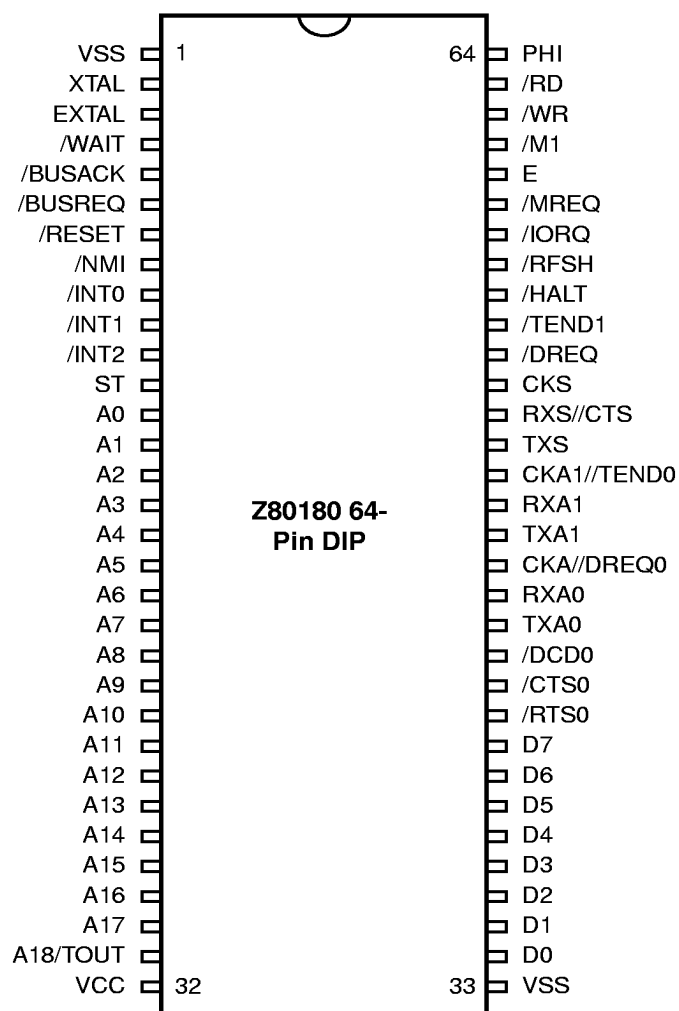 VSS 1 64 PHI
XTAL /RD
EXTAL /WR
/WAIT /M1
/BUSACK E
/BUSREQ /MREQ
/RESET /IORQ
/NMI /RFSH
/INT0 /HALT
/INT1 /TEND1
/INT2 /DREQ
ST CKS
A0 RXS//CTS
A1 TXS
A2 CKA1//TEND0
A3 RXA1
Z80180 64-
A4 TXA1
Pin DIP
A5 CKA//DREQ0
A6 RXA0
A7 TXA0
A8 /DCD0
A9 /CTS0
A10 /RTS0
A11 D7
A12 D6
A13 D5
A14 D4
A15 D3
A16 D2
A17 D1
A18/TOUT D0
VCC 32 33 VSS